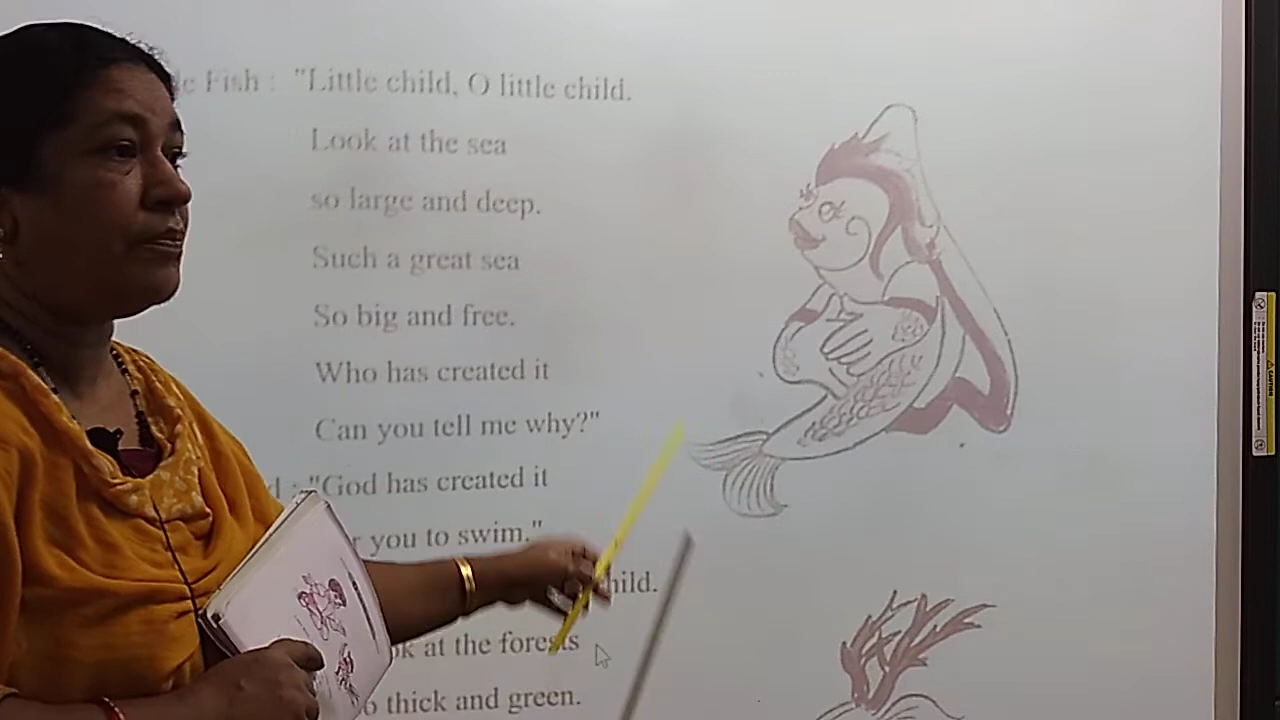 Fish : "Little child, O little child.
Look at the sea
so large and deep.
Such a great sea
So big and free.
Who has created it
Can you tell me why?"
: "God has created it
you to swim."
child.
at the forests
thick and green.
CAUTION